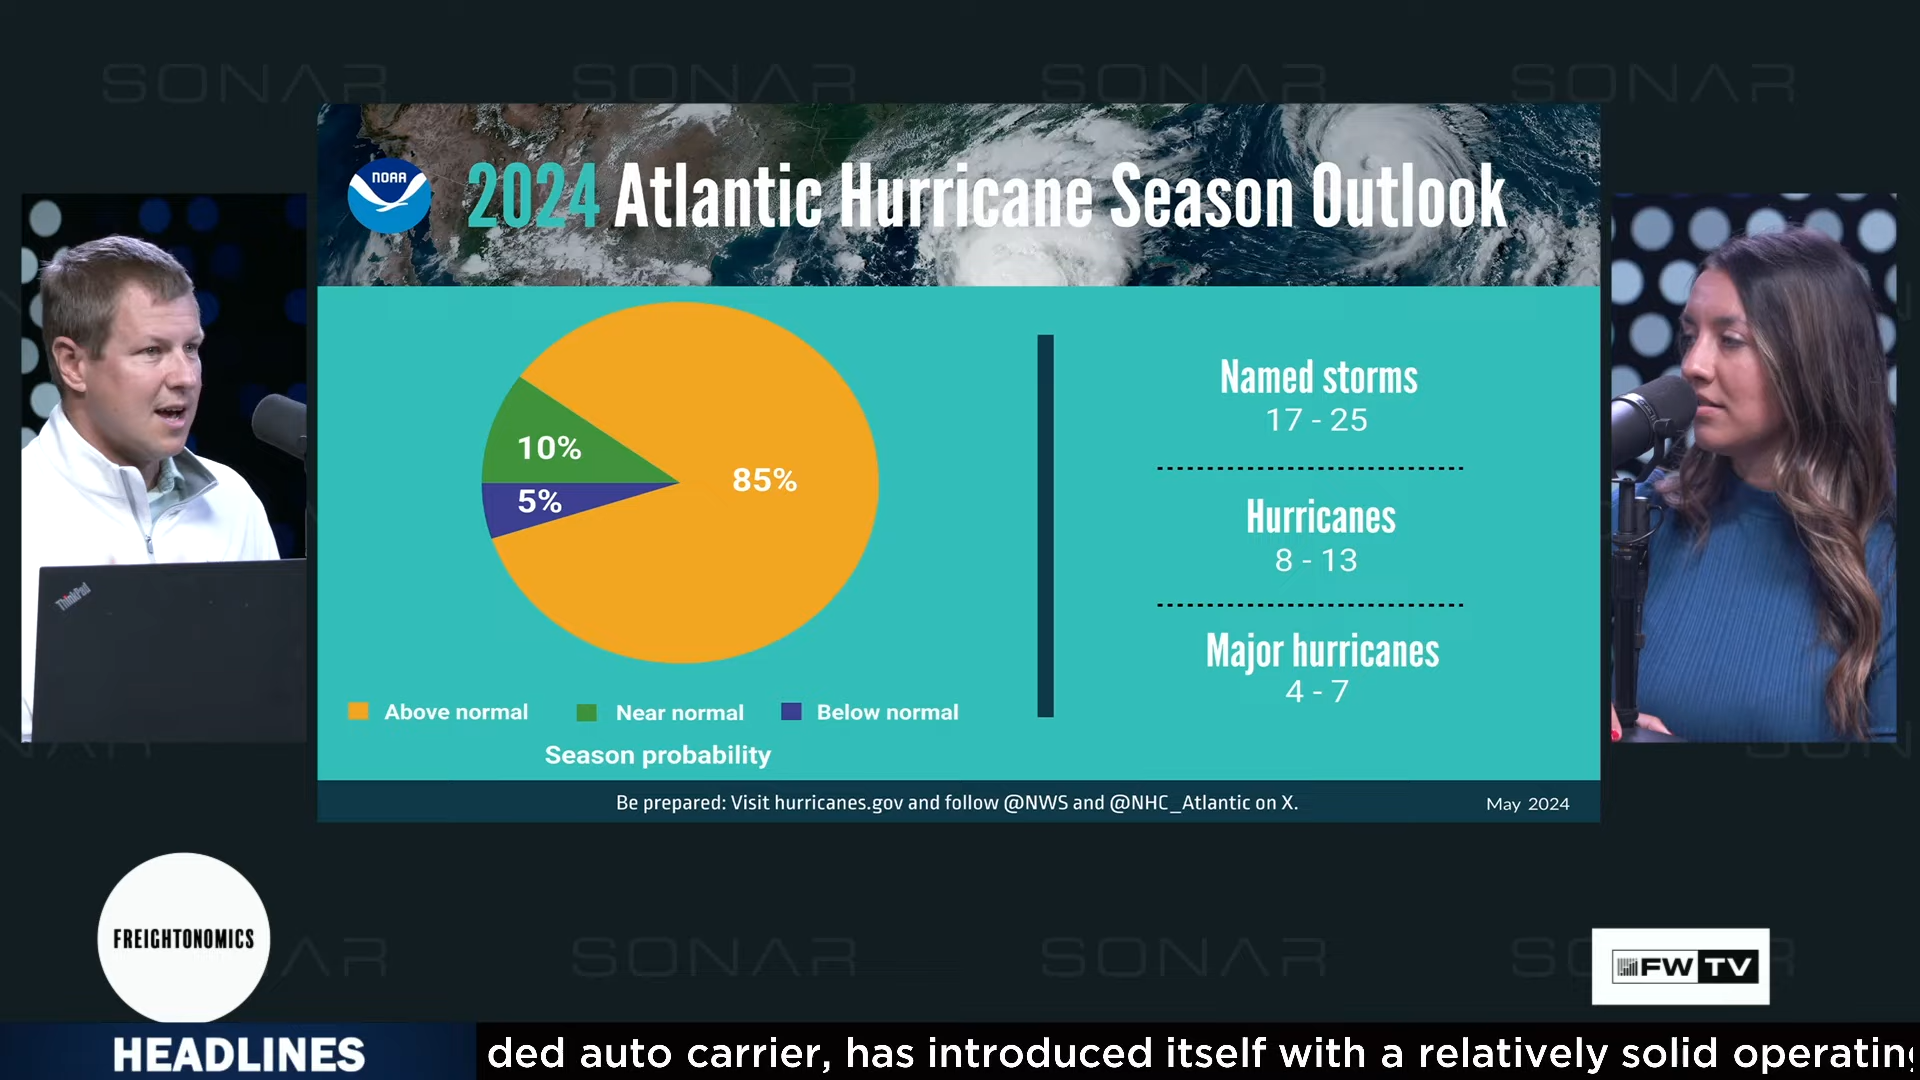 SONAR SONAR SONAR SONAR
NOAA
2024 Atlantic Hurricane Season Outlook
10%
5%
85%
Named storms
17 - 25
Hurricanes
8 - 13
Major hurricanes
4 - 7
Above normal
Near normal
Below normal
Season probability
Be prepared: Visit hurricanes.gov and follow @NWS and @NHC_Atlantic on X.
May 2024
ThinkPad
FREIGHTONOMICS
SONAR SONAR
FW TV
HEADLINES
ded auto carrier, has introduced itself with a relatively solid operating